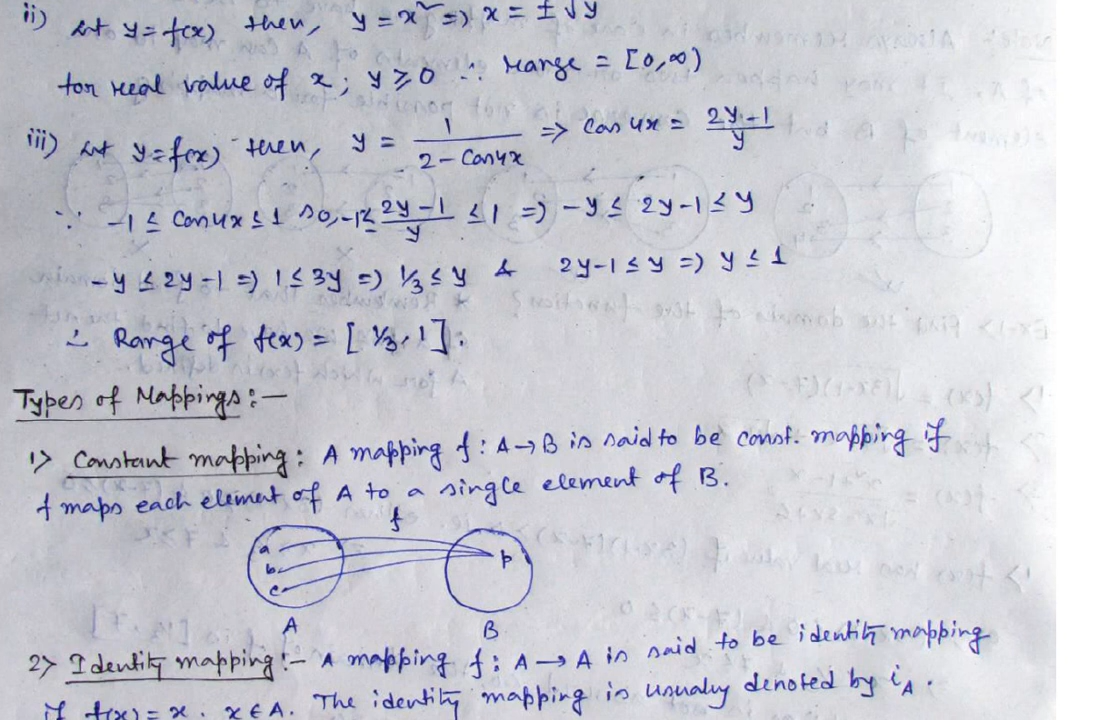 ii) Let y=f(x) then, y=x² => x = ± √y
for real value of x; y ≥ 0 ∴ range = [0,∞)
iii) Let y=f(x) then, y = 1/(2 - Cos4x) => Cos 4x = (2y-1)/y
∵ -1 ≤ Cos4x ≤ 1 so, -1 ≤ (2y-1)/y ≤ 1 => -y ≤ 2y-1 ≤ y
-y ≤ 2y-1 => 1 ≤ 3y => 1/3 ≤ y & 2y-1 ≤ y => y ≤ 1
∴ Range of f(x) = [1/3, 1].
Types of Mappings:-
1> Constant mapping: A mapping f: A→B is said to be const. mapping if
f maps each element of A to a single element of B.
f
a
b
c
p
A B
2> Identity mapping:- A mapping f: A→A is said to be identity mapping
if f(x)=x. x∈A. The identity mapping is usually denoted by i_A.